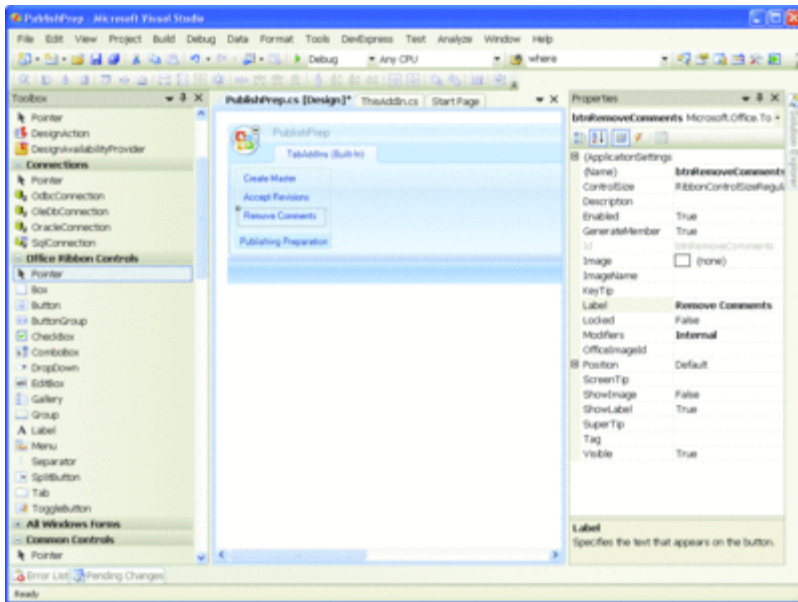 PublishPrep - Microsoft Visual Studio
File Edit View Project Build Debug Data Format Tools DevExpress Test Analyze Window Help
Debug Any CPU where
Toolbox
Pointer
DesignAction
DesignAvailabilityProvider
Connections
Pointer
OdbcConnection
OleDbConnection
OracleConnection
SqlConnection
Office Ribbon Controls
Pointer
Box
Button
ButtonGroup
CheckBox
ComboBox
DropDown
EditBox
Gallery
Group
Label
Menu
Separator
SplitButton
Tab
ToggleButton
All Windows Forms
Common Controls
Pointer
PublishPrep.cs [Design]* ThisAddIn.cs Start Page
PublishPrep
TabAddIns (Built-In)
Create Master
Accept Revisions
Remove Comments
Publishing Preparation
Properties
btnRemoveComments Microsoft.Office.To
(ApplicationSettings
(Name) btnRemoveComments
ControlSize RibbonControlSizeRegul
Description
Enabled True
GenerateMember True
Id btnRemoveComments
Image (none)
ImageName
KeyTip
Label Remove Comments
Locked False
Modifiers Internal
OfficeImageId
Position Default
ScreenTip
ShowImage False
ShowLabel True
SuperTip
Tag
Visible True
Label
Specifies the text that appears on the button.
Solution Explorer
Error List Pending Changes
Ready